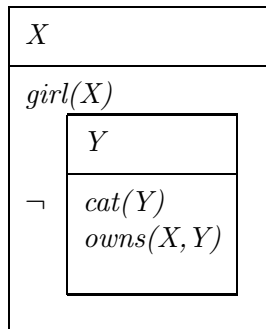 X
girl(X)
Y
¬
cat(Y)
owns(X, Y)